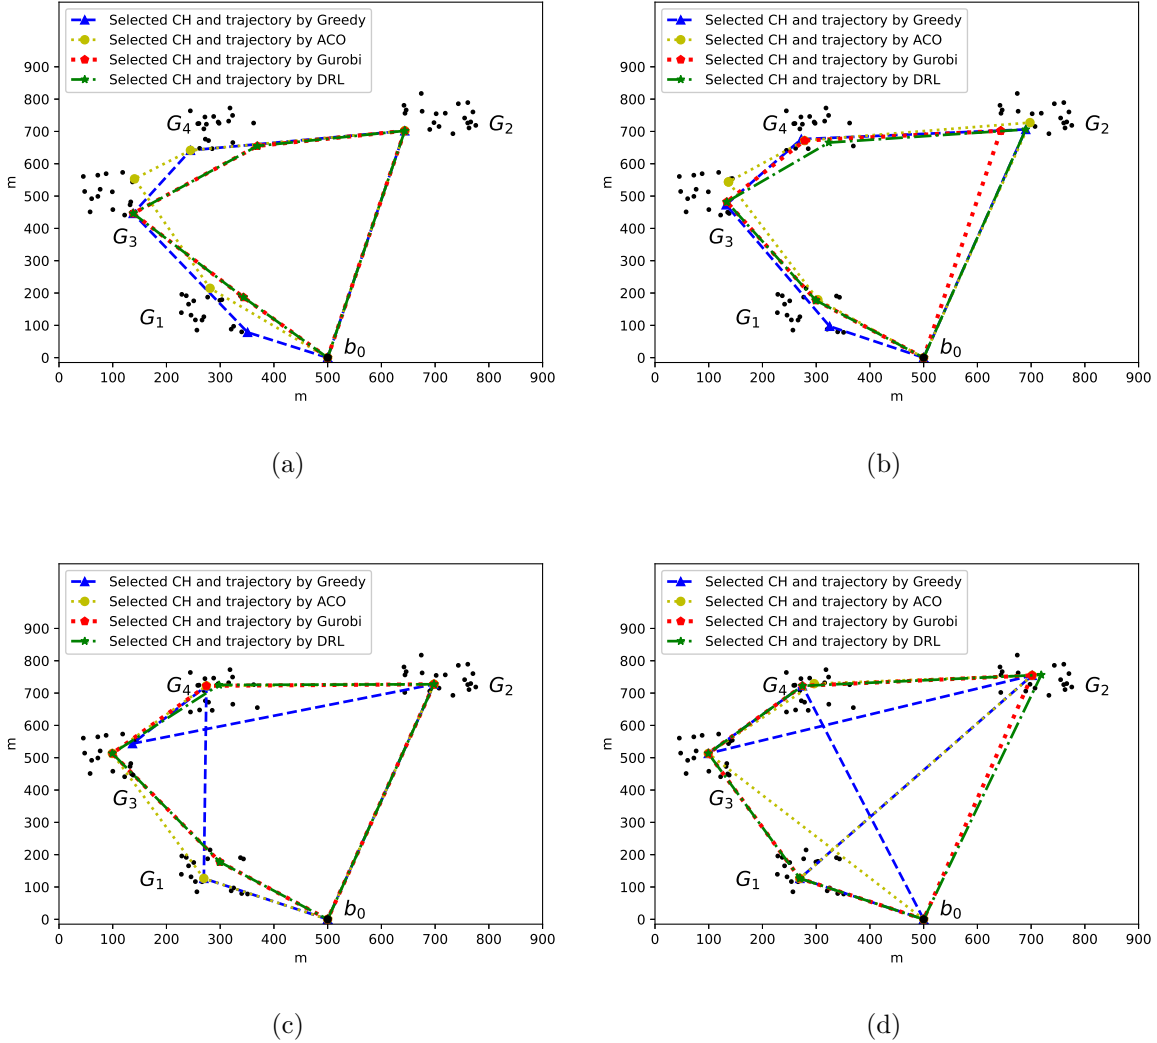 Selected CH and trajectory by Greedy
Selected CH and trajectory by ACO
Selected CH and trajectory by Gurobi
Selected CH and trajectory by DRL
900
800
700
600
500
400
300
200
100
0
m
G4
G2
G3
G1
b0
0 100 200 300 400 500 600 700 800 900
m
(a)
Selected CH and trajectory by Greedy
Selected CH and trajectory by ACO
Selected CH and trajectory by Gurobi
Selected CH and trajectory by DRL
900
800
700
600
500
400
300
200
100
0
m
G4
G2
G3
G1
b0
0 100 200 300 400 500 600 700 800 900
m
(b)
Selected CH and trajectory by Greedy
Selected CH and trajectory by ACO
Selected CH and trajectory by Gurobi
Selected CH and trajectory by DRL
900
800
700
600
500
400
300
200
100
0
m
G4
G2
G3
G1
b0
0 100 200 300 400 500 600 700 800 900
m
(c)
Selected CH and trajectory by Greedy
Selected CH and trajectory by ACO
Selected CH and trajectory by Gurobi
Selected CH and trajectory by DRL
900
800
700
600
500
400
300
200
100
0
m
G4
G2
G3
G1
b0
0 100 200 300 400 500 600 700 800 900
m
(d)